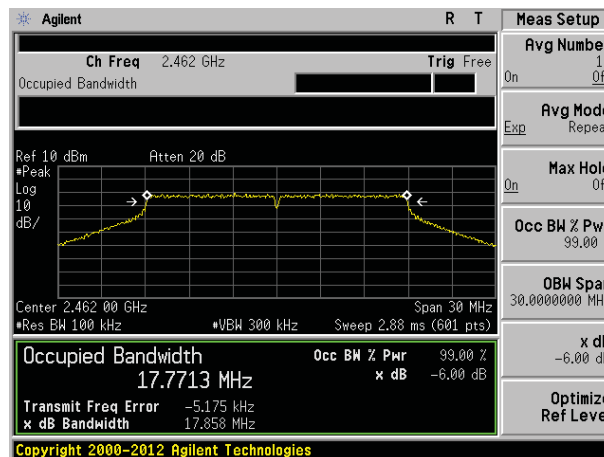 Agilent R T
Ch Freq 2.462 GHz Trig Free
Occupied Bandwidth
Ref 10 dBm Atten 20 dB
#Peak
Log
10
dB/
Center 2.462 00 GHz Span 30 MHz
#Res BW 100 kHz #VBW 300 kHz Sweep 2.88 ms (601 pts)
Occupied Bandwidth Occ BW % Pwr 99.00 %
17.7713 MHz x dB -6.00 dB
Transmit Freq Error -5.175 kHz
x dB Bandwidth 17.858 MHz
Copyright 2000-2012 Agilent Technologies
Meas Setup
Avg Numbe
1
On Of
Avg Mod
Exp Repea
Max Hol
On Of
Occ BW % Pw
99.00
OBW Spa
30.0000000 MH
x d
-6.00 d
Optimiz
Ref Leve